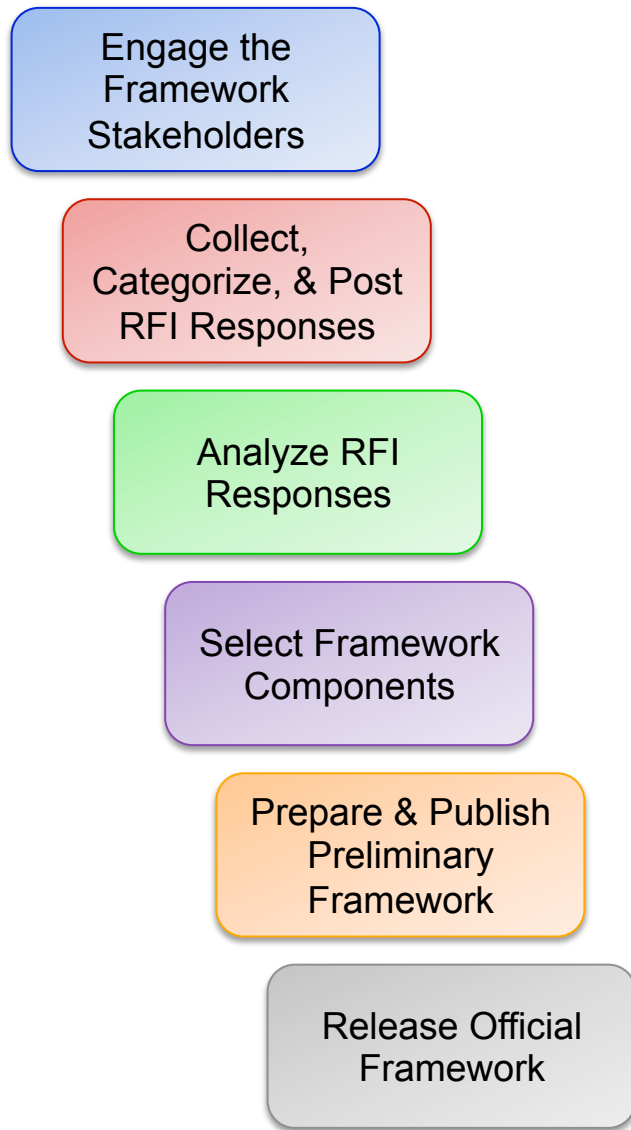 Engage the
Framework
Stakeholders
Collect,
Categorize, & Post
RFI Responses
Analyze RFI
Responses
Select Framework
Components
Prepare & Publish
Preliminary
Framework
Release Official
Framework